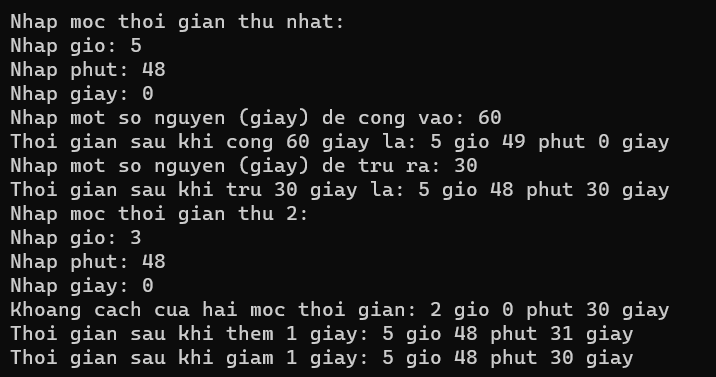 Nhap moc thoi gian thu nhat:
Nhap gio: 5
Nhap phut: 48
Nhap giay: 0
Nhap mot so nguyen (giay) de cong vao: 60
Thoi gian sau khi cong 60 giay la: 5 gio 49 phut 0 giay
Nhap mot so nguyen (giay) de tru ra: 30
Thoi gian sau khi tru 30 giay la: 5 gio 48 phut 30 giay
Nhap moc thoi gian thu 2:
Nhap gio: 3
Nhap phut: 48
Nhap giay: 0
Khoang cach cua hai moc thoi gian: 2 gio 0 phut 30 giay
Thoi gian sau khi them 1 giay: 5 gio 48 phut 31 giay
Thoi gian sau khi giam 1 giay: 5 gio 48 phut 30 giay